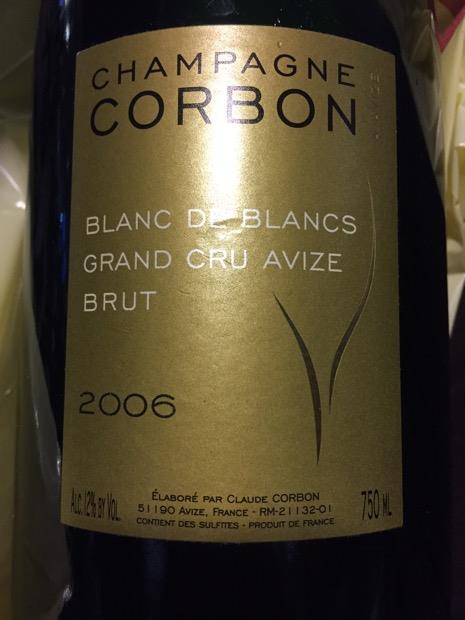 CHAMPAGNE
CORBON
BLANC DE BLANCS
GRAND CRU AVIZE
BRUT
2006
ALC.12% BY VOL.
ÉLABORÉ PAR CLAUDE CORBON
51190 AVIZE, FRANCE - RM-21132-01
CONTIENT DES SULFITES - PRODUIT DE FRANCE
750 ML